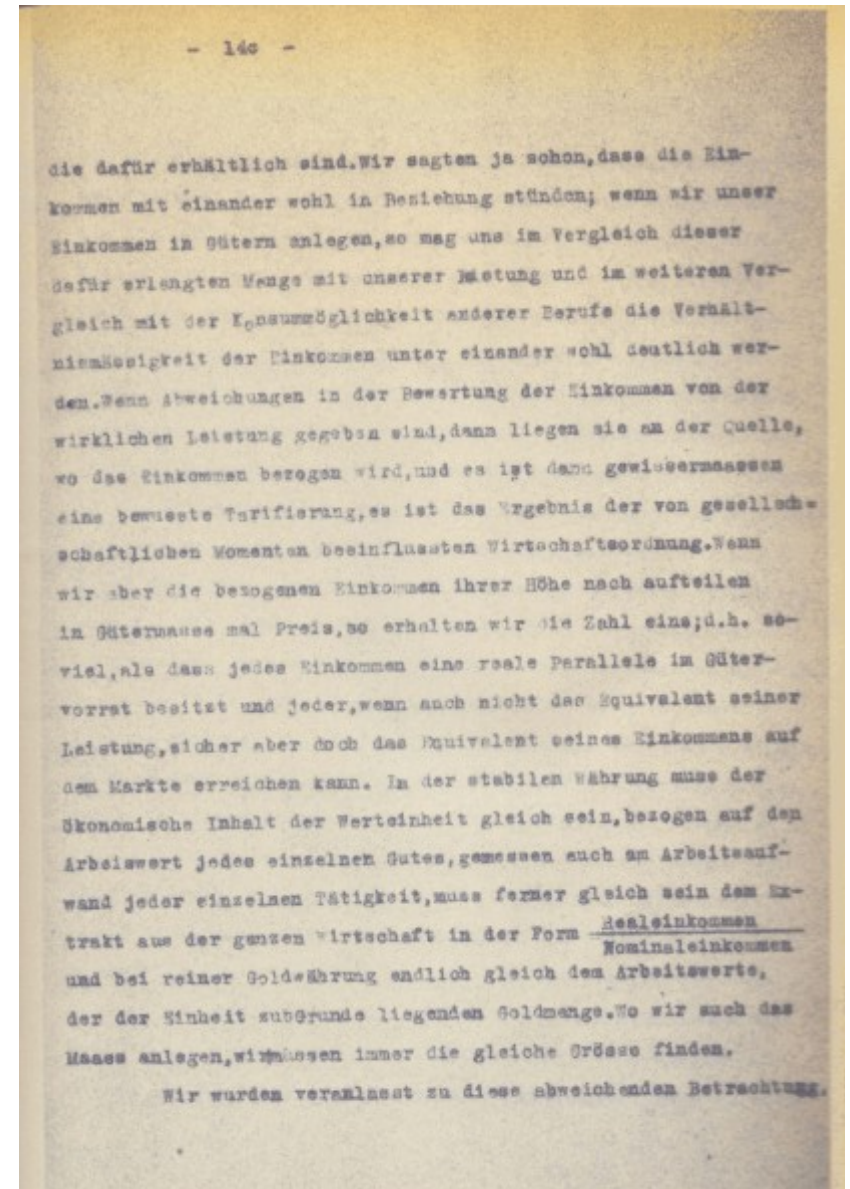 - 14c -
die dafür erhältlich sind.Wir sagten ja schon,dass die Ein-
kommen mit einander wohl in Beziehung stünden; wenn wir unser
Einkommen in Gütern anlegen,so mag uns im Vergleich dieser
dafür erlangten Menge mit unserer Leistung und im weiteren Ver-
gleich mit der Konsummöglichkeit anderer Berufe die Verhält-
nismässigkeit der Einkommen unter einander wohl deutlich wer-
den.Wenn Abweichungen in der Bewertung der Einkommen von der
wirklichen Leistung gegeben sind,dann liegen sie an der Quelle,
wo das Einkommen bezogen wird,und es ist dann gewissermaassen
eine bewusste Tarifierung,es ist das Ergebnis der von gesellsch-
schaftlichen Momenten beeinflussten Wirtschaftsordnung.Wenn
wir aber die bezogenen Einkommen ihrer Höhe nach aufteilen
in Gütermasse mal Preis,so erhalten wir die Zahl eins;d.h. so-
viel,als dass jedes Einkommen eine reale Parallele im Güter-
vorrat besitzt und jeder,wenn auch nicht das Equivalent seiner
Leistung,sicher aber doch das Equivalent seines Einkommens auf
dem Markte erreichen kann. In der stabilen Währung muss der
ökonomische Inhalt der Werteinheit gleich sein,bezogen auf den
Arbeiswert jedes einzelnen Gutes,gemessen auch am Arbeitsauf-
wand jeder einzelnen Tätigkeit,muss ferner gleich sein dem Ex-
trakt aus der ganzen Wirtschaft in der Form Realeinkommen
Nominaleinkommen
und bei reiner Goldwährung endlich gleich dem Arbeitswerte,
der der Einheit zubGrunde liegenden Goldmenge.Wo wir auch das
Maass anlegen,wir müssen immer die gleiche Grösse finden.
Wir wurden veranlasst zu diese abweichenden Betrachtung.